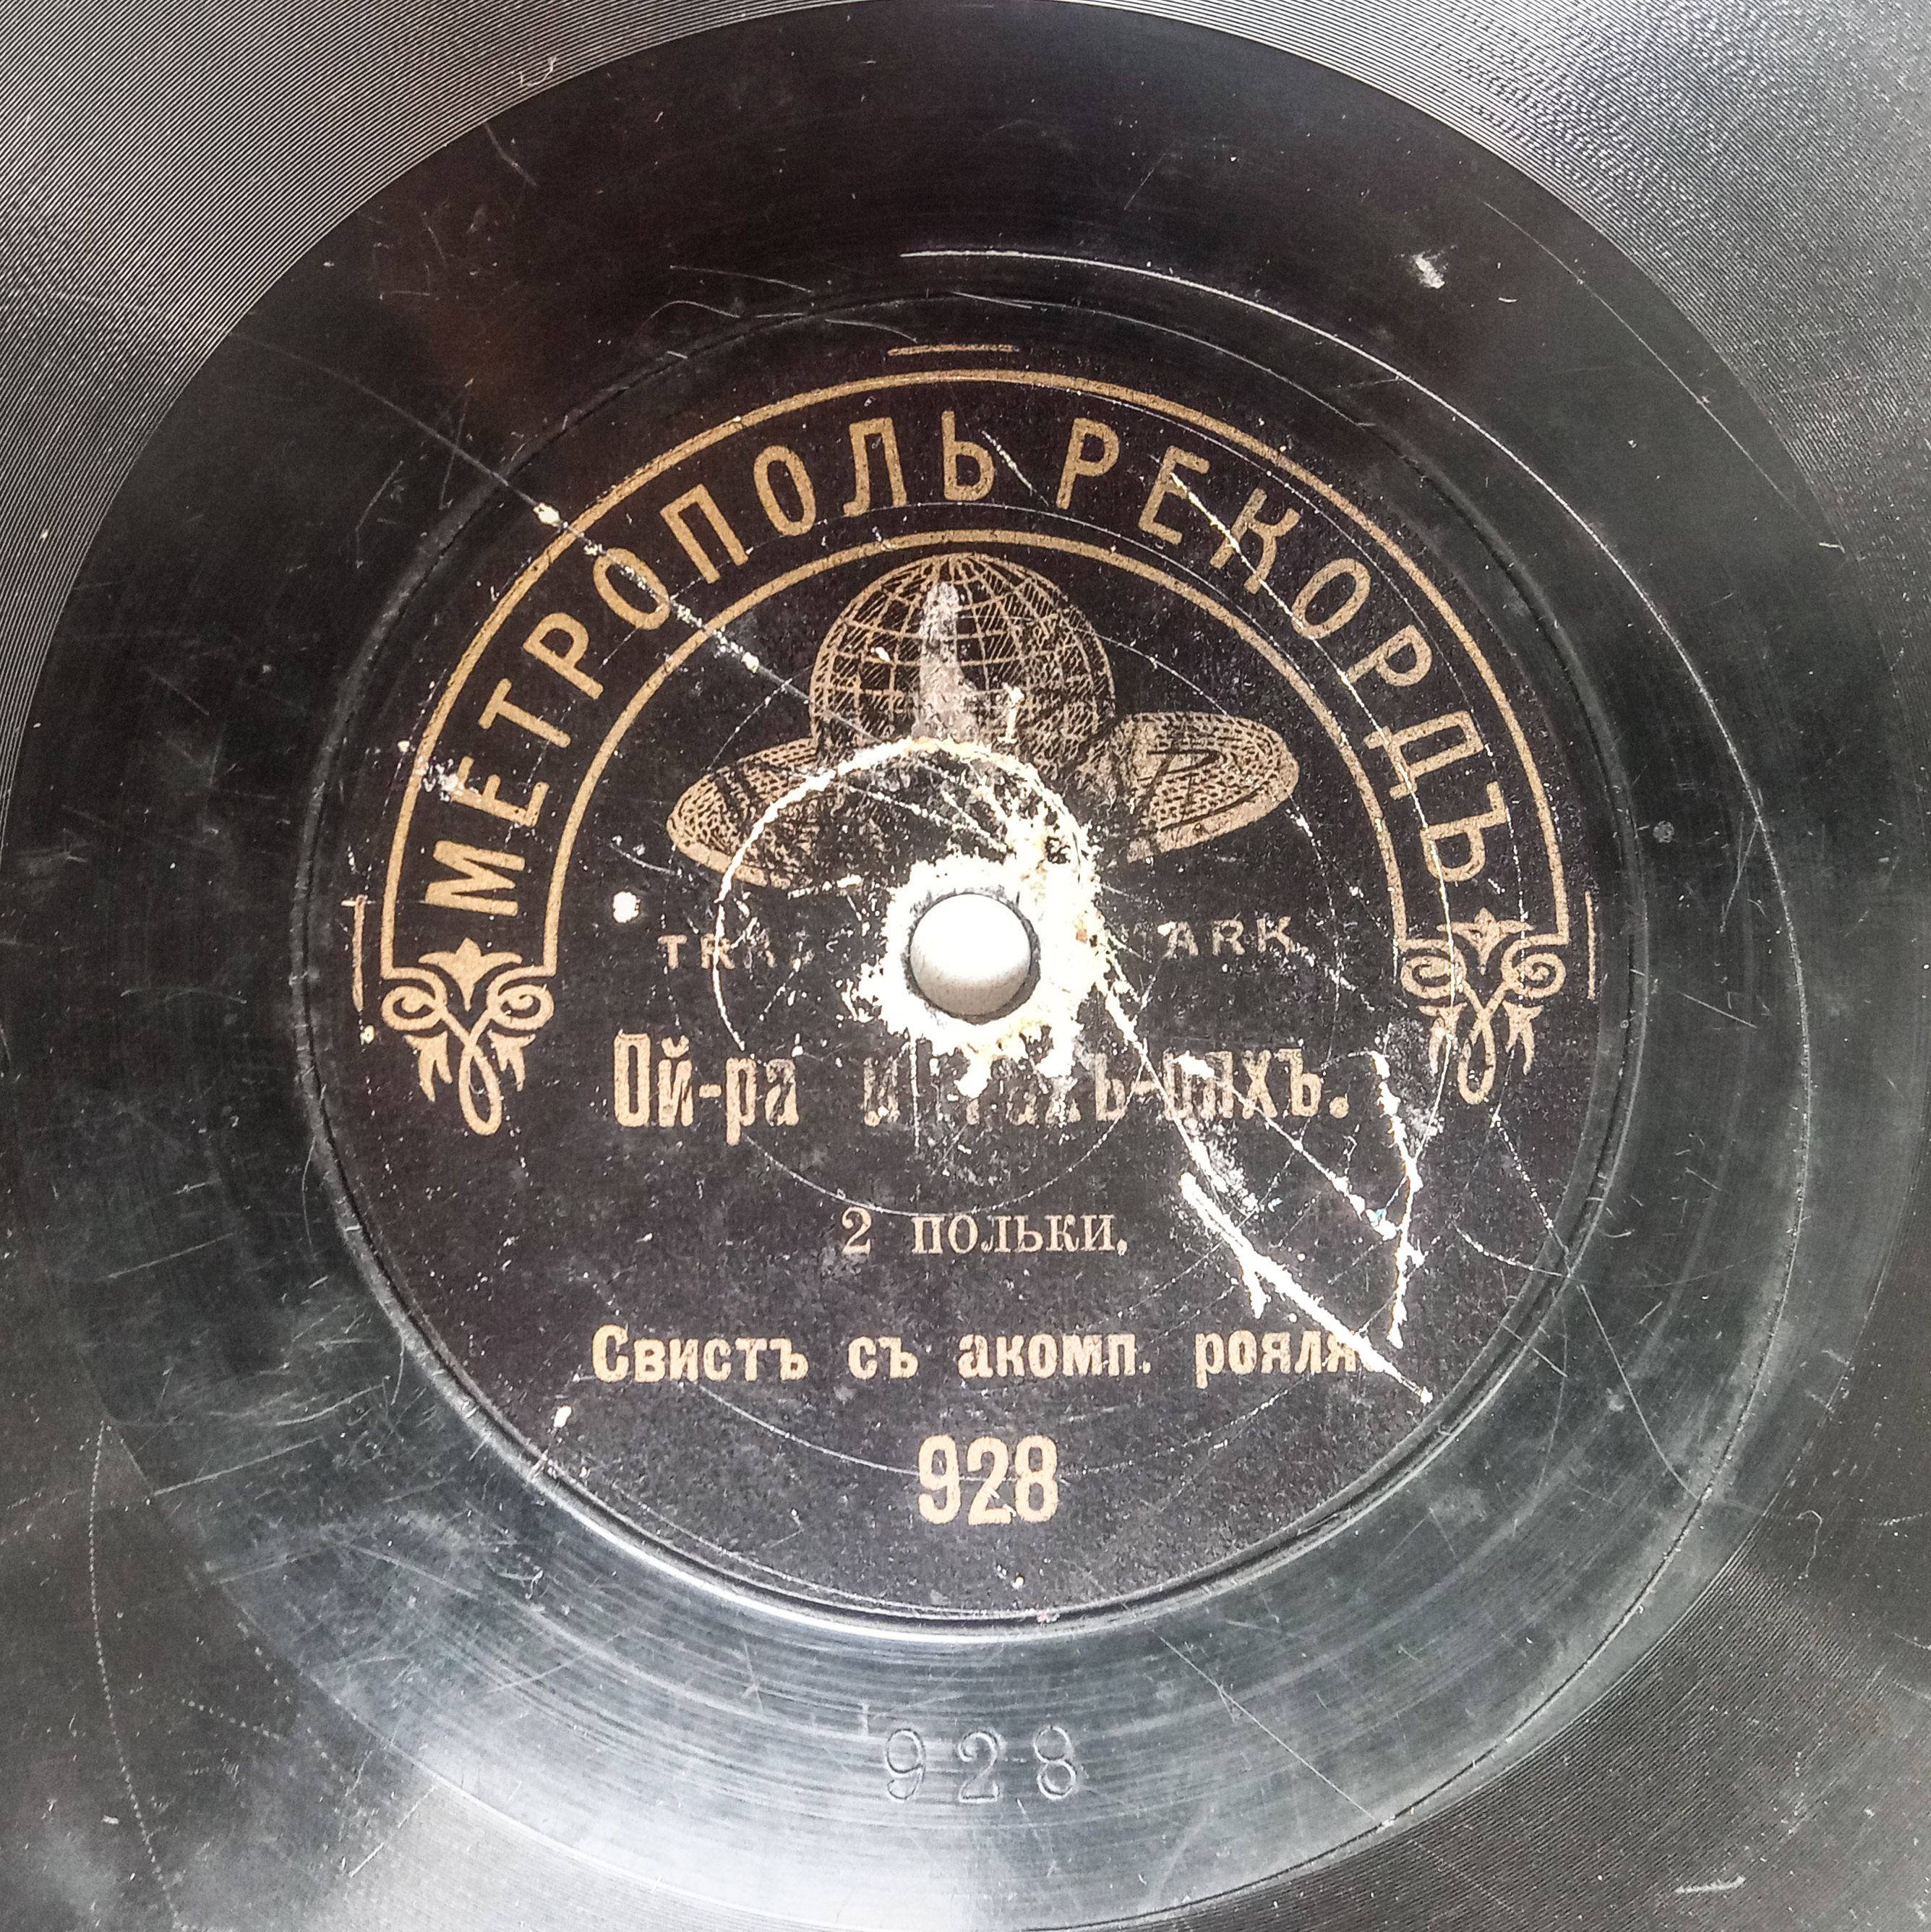 МЕТРОПОЛЬ РЕКОРДЪ
Ой-ра и
2 польки,
Свистъ съ акомп. рояля.
928
928